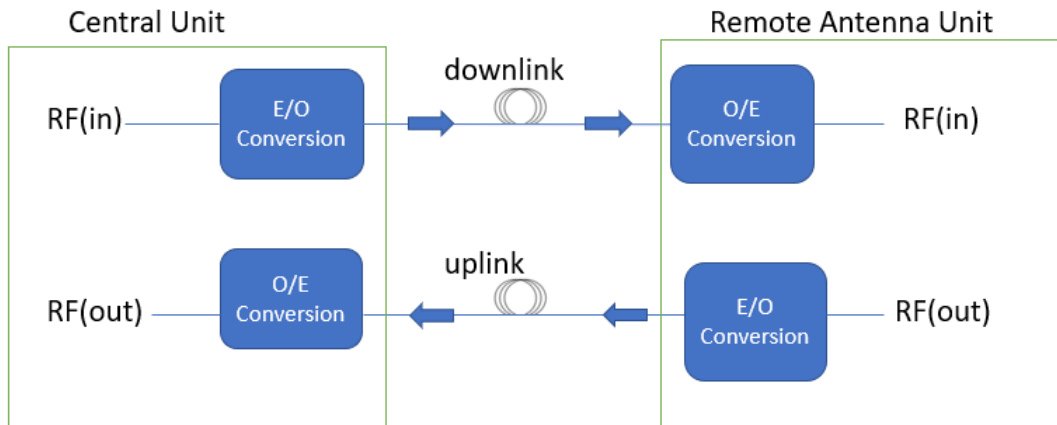 Central Unit
Remote Antenna Unit
downlink
RF(in)
E/O
Conversion
O/E
Conversion
RF(in)
uplink
RF(out)
O/E
Conversion
E/O
Conversion
RF(out)